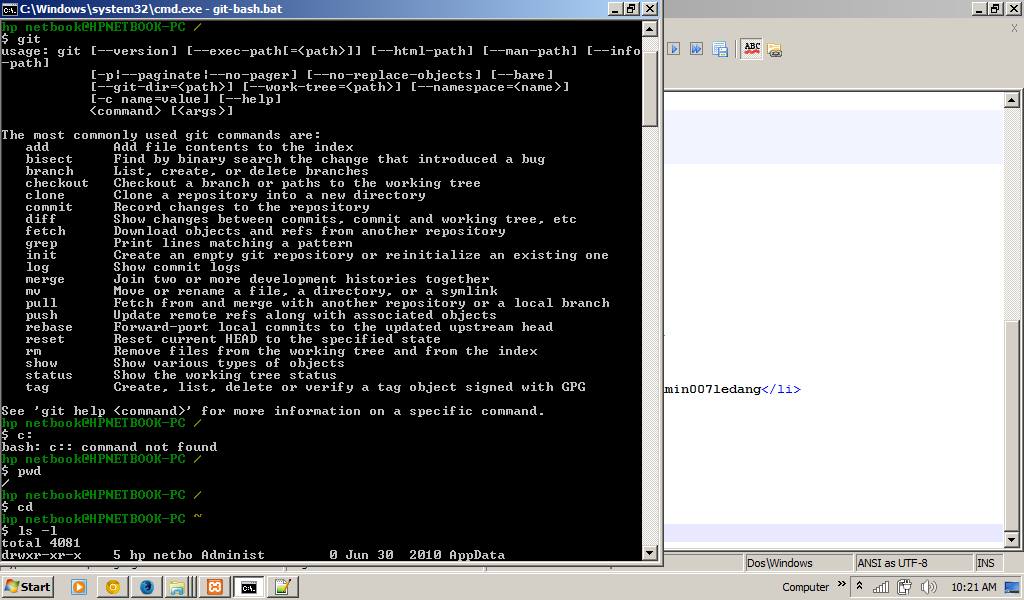 C:\Windows\system32\cmd.exe - git-bash.bat
hp netbook@HPNETBOOK-PC /
$ git
usage: git [--version] [--exec-path[=<path>]] [--html-path] [--man-path] [--info
-path]
[-p¦--paginate¦--no-pager] [--no-replace-objects] [--bare]
[--git-dir=<path>] [--work-tree=<path>] [--namespace=<name>]
[-c name=value] [--help]
<command> [<args>]
The most commonly used git commands are:
add Add file contents to the index
bisect Find by binary search the change that introduced a bug
branch List, create, or delete branches
checkout Checkout a branch or paths to the working tree
clone Clone a repository into a new directory
commit Record changes to the repository
diff Show changes between commits, commit and working tree, etc
fetch Download objects and refs from another repository
grep Print lines matching a pattern
init Create an empty git repository or reinitialize an existing one
log Show commit logs
merge Join two or more development histories together
mv Move or rename a file, a directory, or a symlink
pull Fetch from and merge with another repository or a local branch
push Update remote refs along with associated objects
rebase Forward-port local commits to the updated upstream head
reset Reset current HEAD to the specified state
rm Remove files from the working tree and from the index
show Show various types of objects
status Show the working tree status
tag Create, list, delete or verify a tag object signed with GPG
See 'git help <command>' for more information on a specific command.
hp netbook@HPNETBOOK-PC /
$ c:
bash: c:: command not found
hp netbook@HPNETBOOK-PC /
$ pwd
/
hp netbook@HPNETBOOK-PC /
$ cd
hp netbook@HPNETBOOK-PC ~
$ ls -l
total 4081
drwxr-xr-x 5 hp netbo Administ 0 Jun 30 2010 AppData
ABC
min007ledang</li>
Dos\Windows ANSI as UTF-8 INS
Start Computer 10:21 AM